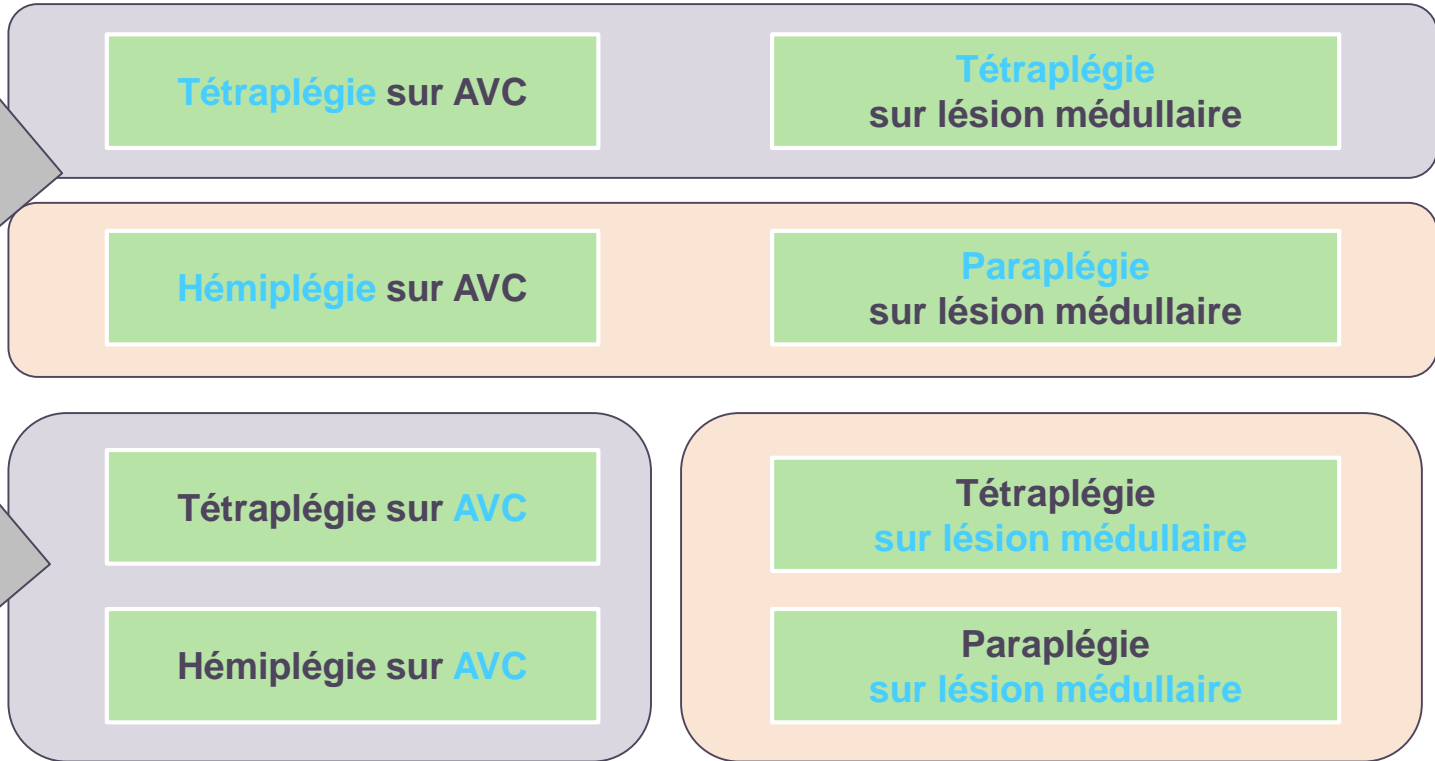 Tétraplégie sur AVC
Tétraplégie
sur lésion médullaire
Hémiplégie sur AVC
Paraplégie
sur lésion médullaire
Tétraplégie sur AVC
Tétraplégie
sur lésion médullaire
Hémiplégie sur AVC
Paraplégie
sur lésion médullaire